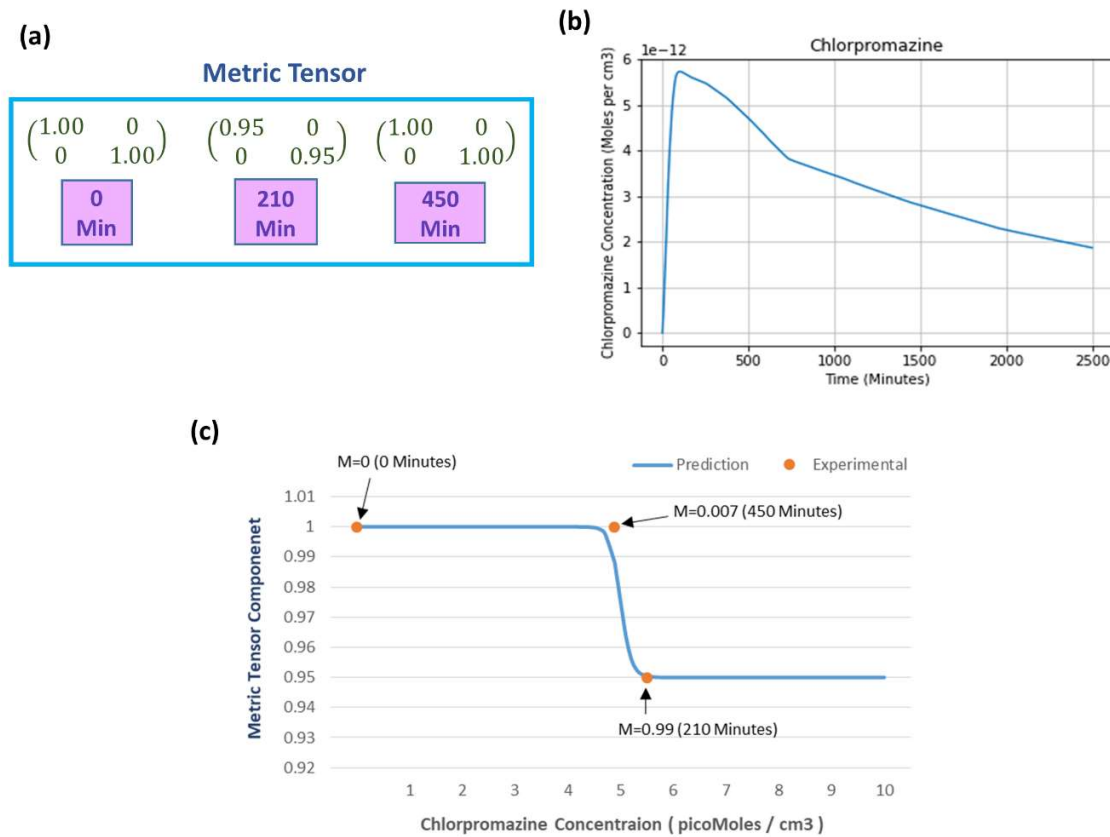 (a)
Metric Tensor
(1.00 0
0 1.00)
(0.95 0
0 0.95)
(1.00 0
0 1.00)
0
Min
210
Min
450
Min
(b)
Chlorpromazine
1e−12
Chlorpromazine Concentration (Moles per cm3)
6
5
4
3
2
1
0
0 500 1000 1500 2000 2500
Time (Minutes)
(c)
M=0 (0 Minutes)
Prediction Experimental
M=0.007 (450 Minutes)
M=0.99 (210 Minutes)
Metric Tensor Componenet
1.01
1
0.99
0.98
0.97
0.96
0.95
0.94
0.93
0.92
1 2 3 4 5 6 7 8 9 10
Chlorpromazine Concentraion ( picoMoles / cm3 )